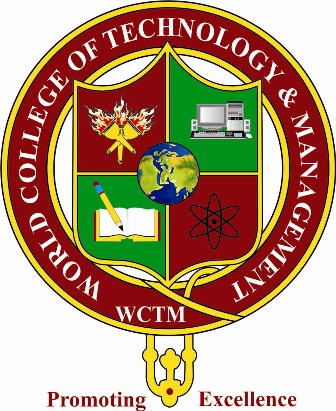 WORLD COLLEGE OF TECHNOLOGY & MANAGEMENT
WCTM
Promoting Excellence